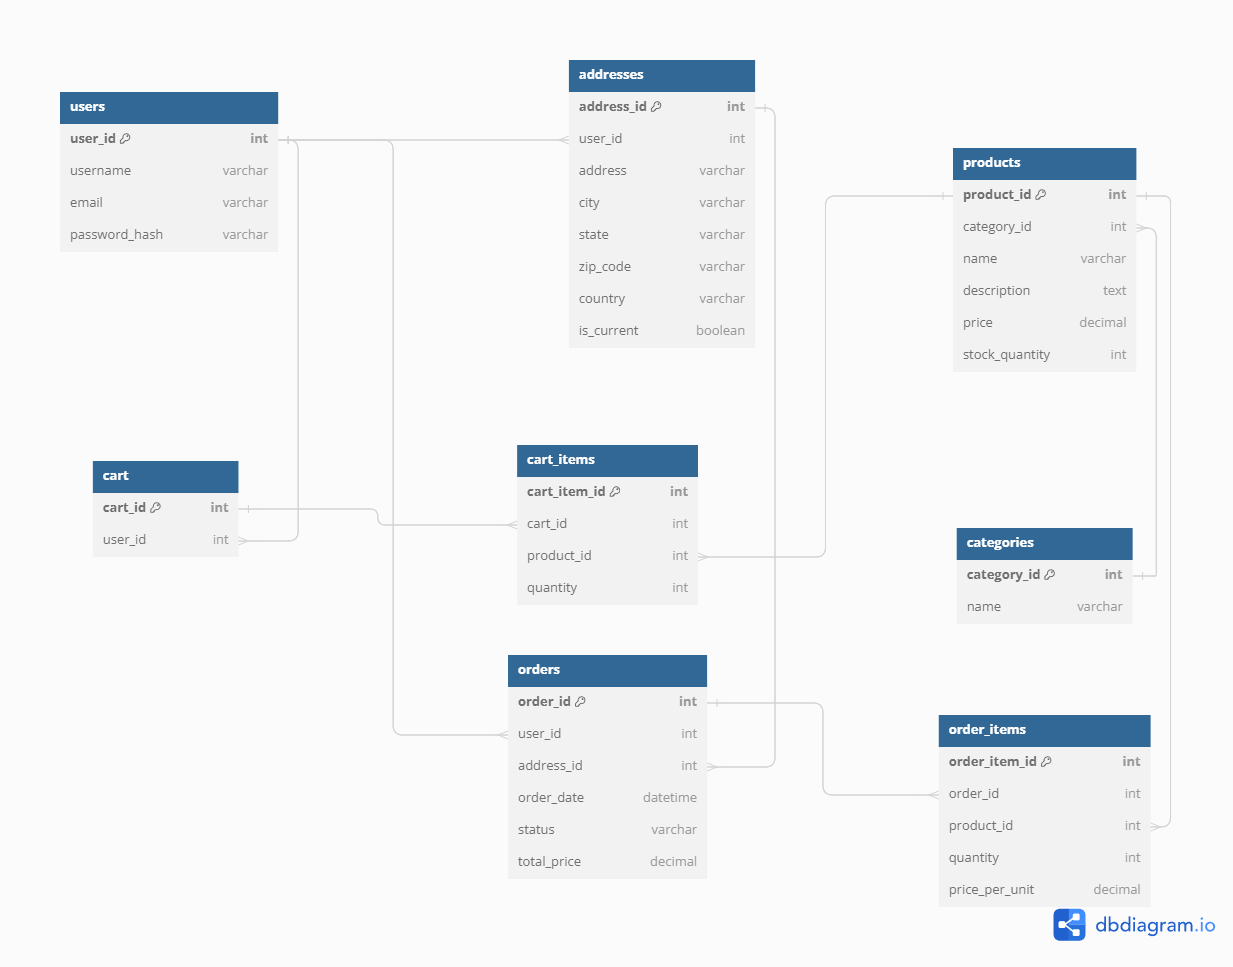 users
user_id int
username varchar
email varchar
password_hash varchar
addresses
address_id int
user_id int
address varchar
city varchar
state varchar
zip_code varchar
country varchar
is_current boolean
products
product_id int
category_id int
name varchar
description text
price decimal
stock_quantity int
cart
cart_id int
user_id int
cart_items
cart_item_id int
cart_id int
product_id int
quantity int
categories
category_id int
name varchar
orders
order_id int
user_id int
address_id int
order_date datetime
status varchar
total_price decimal
order_items
order_item_id int
order_id int
product_id int
quantity int
price_per_unit decimal
dbdiagram.io